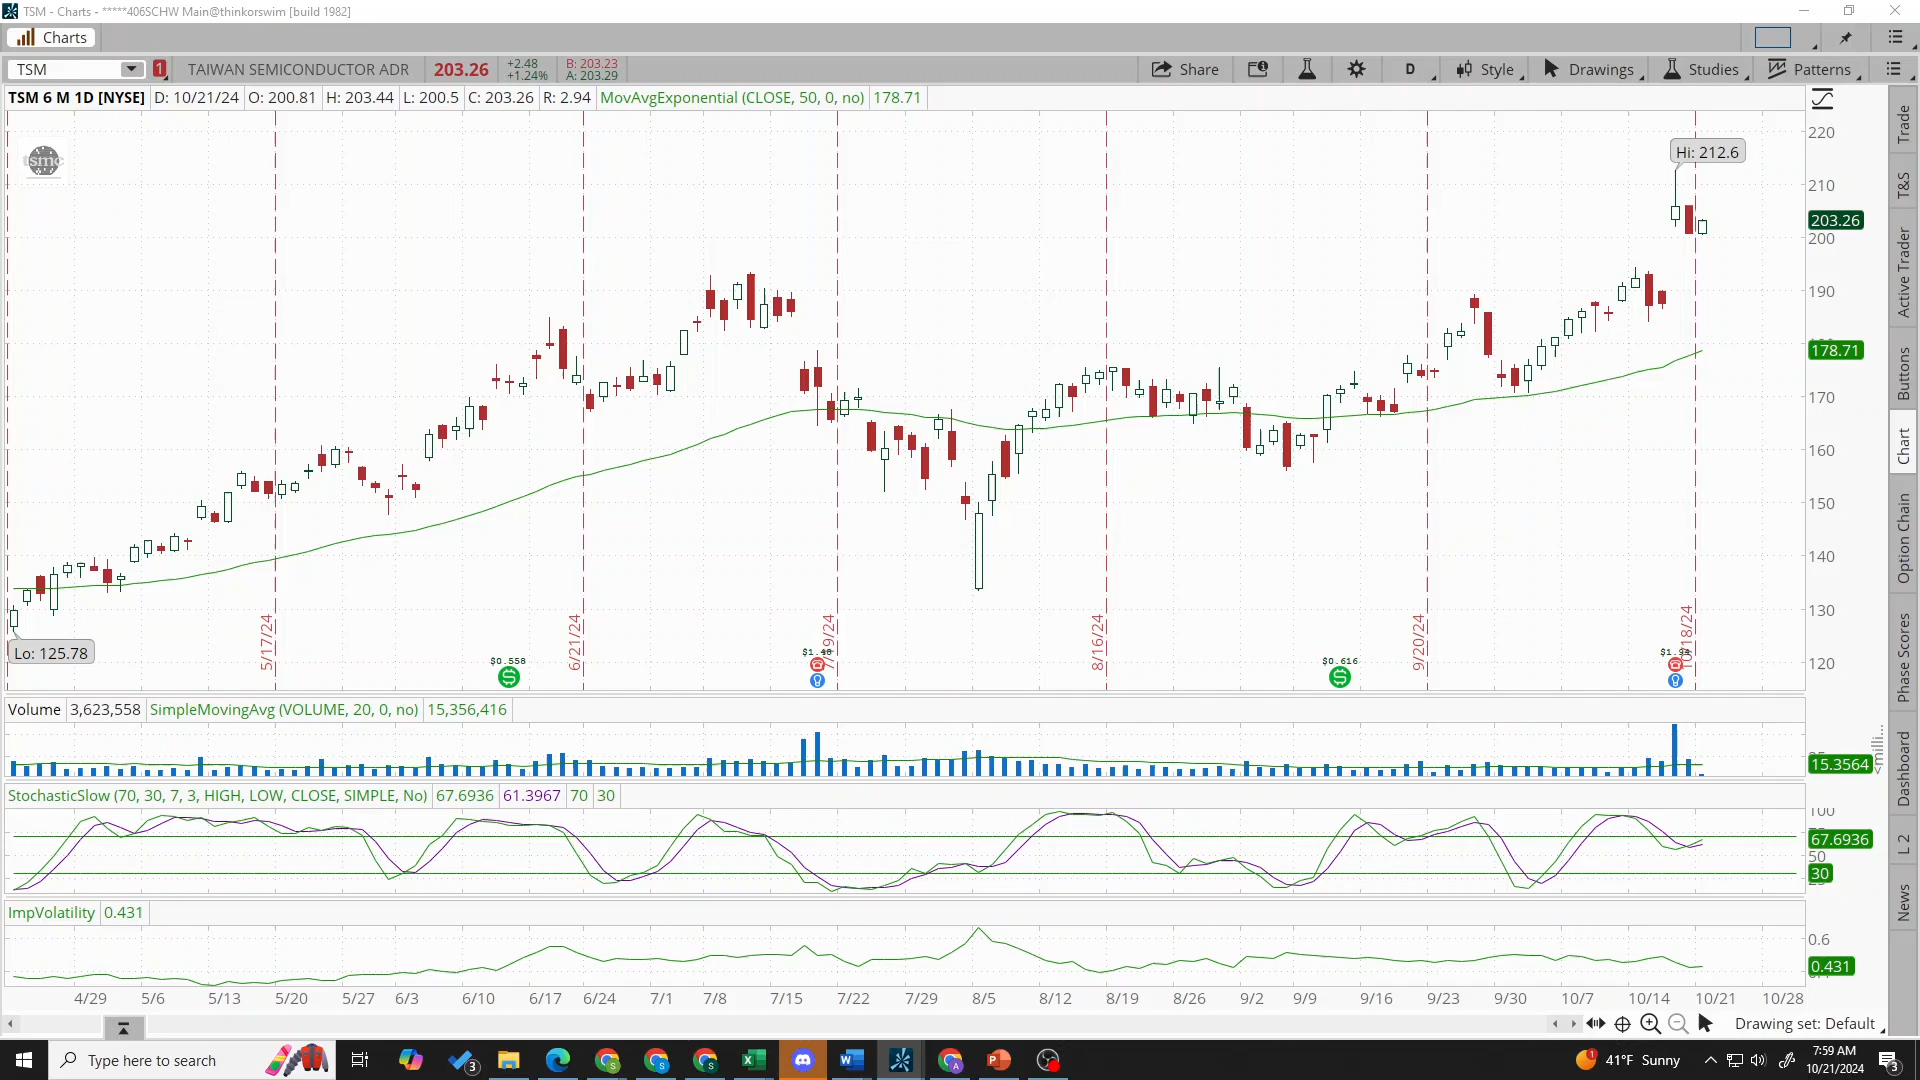 TSM - Charts - *****406SCHW Main@thinkorswim [build 1982]
Charts
TSM 1 TAIWAN SEMICONDUCTOR ADR 203.26 +2.48 +1.24% B: 203.23 A: 203.29 Share D Style Drawings Studies Patterns
TSM 6 M 1D [NYSE] D: 10/21/24 O: 200.81 H: 203.44 L: 200.5 C: 203.26 R: 2.94 MovAvgExponential (CLOSE, 50, 0, no) 178.71
tsmc
Hi: 212.6
220
210
203.26
200
190
178.71
170
160
150
140
130
120
Lo: 125.78
5/17/24
6/21/24
8/16/24
9/20/24
$0.558
$0.616
Volume 3,623,558 SimpleMovingAvg (VOLUME, 20, 0, no) 15,356,416
15.3564
StochasticSlow (70, 30, 7, 3, HIGH, LOW, CLOSE, SIMPLE, No) 67.6936 61.3967 70 30
100
67.6936
50
30
ImpVolatility 0.431
0.6
0.431
4/29 5/6 5/13 5/20 5/27 6/3 6/10 6/17 6/24 7/1 7/8 7/15 7/22 7/29 8/5 8/12 8/19 8/26 9/2 9/9 9/16 9/23 9/30 10/7 10/14 10/21 10/28
Drawing set: Default
Trade
T&S
Active Trader
Buttons
Chart
Option Chain
Phase Scores
Dashboard
L 2
News
Type here to search
3
41°F Sunny
7:59 AM
10/21/2024
3